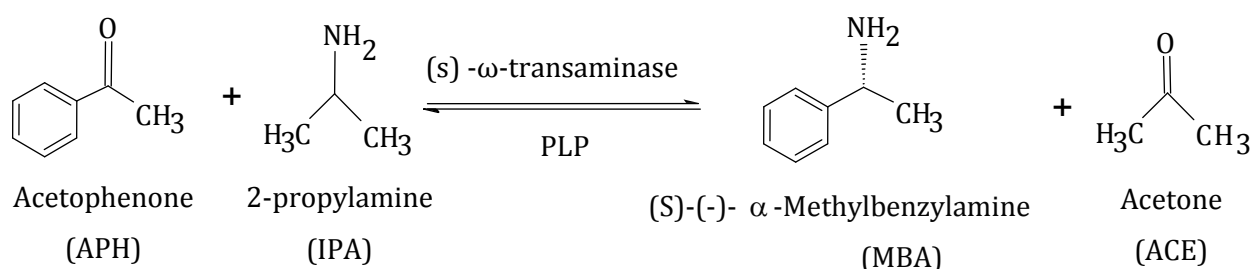 O
NH2
NH2
O
(s) -ω-transaminase
+
+
CH3
H3C
CH3
PLP
CH3
H3C
CH3
Acetophenone
2-propylamine
(S)-(-)- α -Methylbenzylamine
Acetone
(APH)
(IPA)
(MBA)
(ACE)